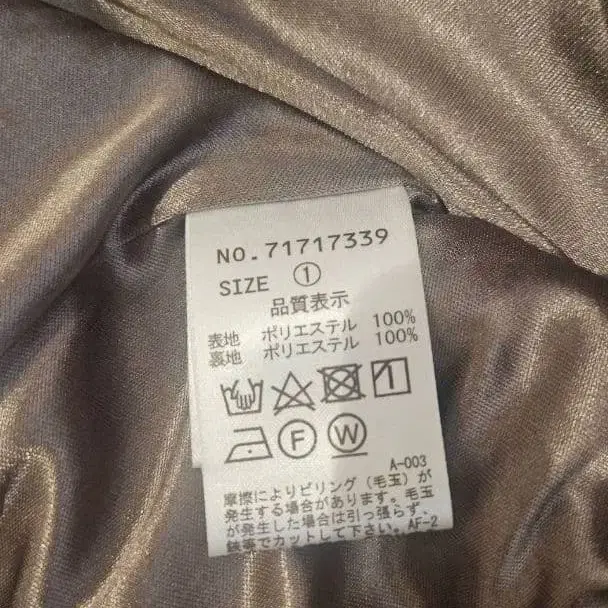 NO.71717339
SIZE ①
品質表示
表地 ポリエステル 100%
裏地 ポリエステル 100%
F W
A-003
摩擦によりピリング(毛玉)が
発生する場合があります。毛玉
が発生した場合は引っ張らず、
鋏等でカットして下さい。AF-2